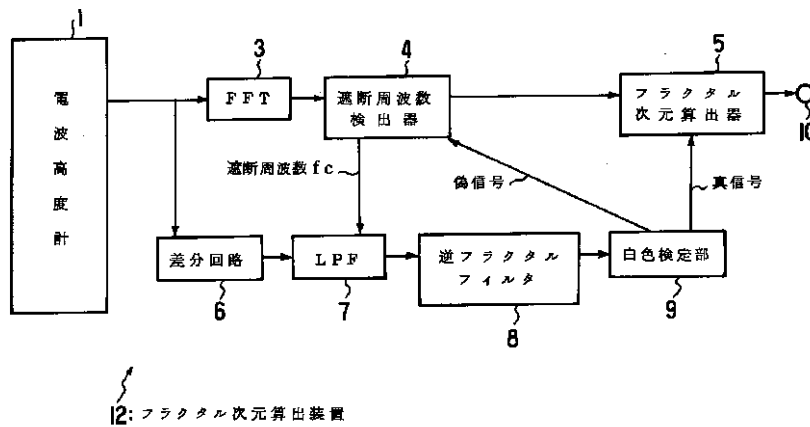 1
電波高度計
3
FFT
4
遮断周波数
検出器
5
フラクタル
次元算出器
10
遮断周波数fc
偽信号
真信号
差分回路
6
LPF
7
逆フラクタル
フィルタ
8
白色検定部
9
12:フラクタル次元算出装置